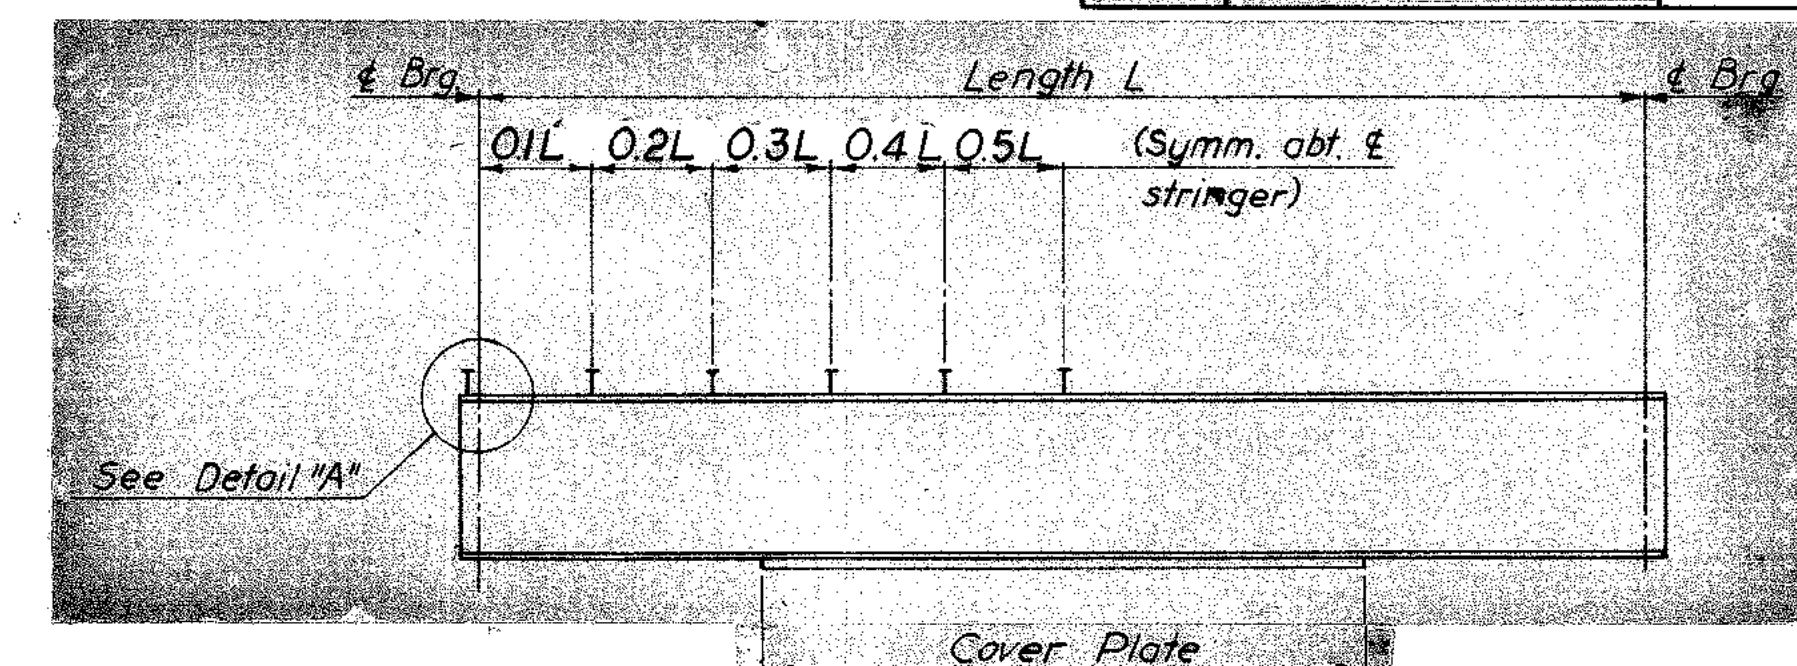 ℄ Brg. Length L ℄ Brg.
0.1L 0.2L 0.3L 0.4L 0.5L (Symm. abt. ℄
stringer)
See Detail "A"
Cover Plate